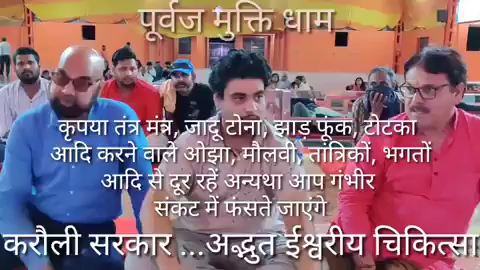 पूर्वज मुक्ति धाम
कृपया तंत्र मंत्र, जादू टोना, झाड़ फूंक, टोटका
आदि करने वाले ओझा, मौलवी, तांत्रिकों, भगतों
आदि से दूर रहें अन्यथा आप गंभीर
संकट में फंसते जाएंगे
करौली सरकार ...अद्भुत ईश्वरीय चिकित्सा